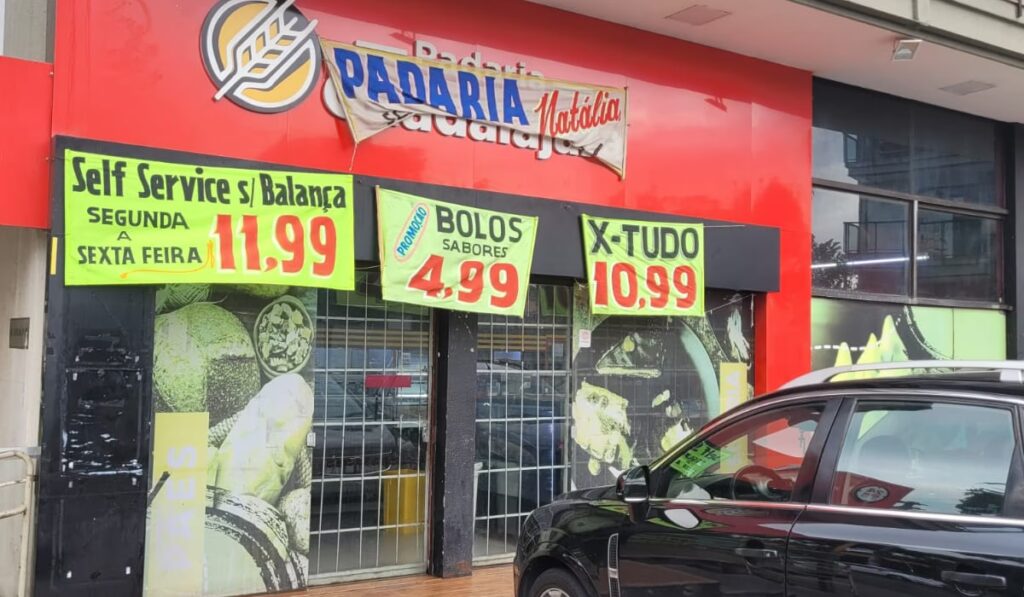 Padaria
PADARIA Natália
Self Service s/ Balança
SEGUNDA
A
SEXTA FEIRA
11,99
PROMOÇÃO
BOLOS
SABORES
4,99
X-TUDO
10,99
PÃES